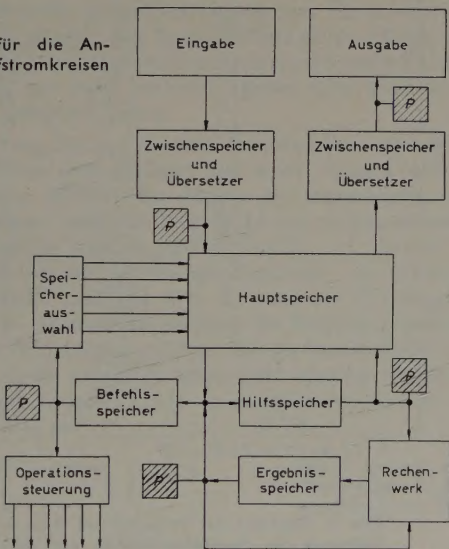 für die An-
fstromkreisen
Eingabe
Ausgabe
P
Zwischenspeicher
und
Übersetzer
Zwischenspeicher
und
Übersetzer
P
Spei-
cher-
aus-
wahl
Hauptspeicher
P
Befehls-
speicher
Hilfsspeicher
P
Operations-
steuerung
P
Ergebnis-
speicher
Rechen-
werk